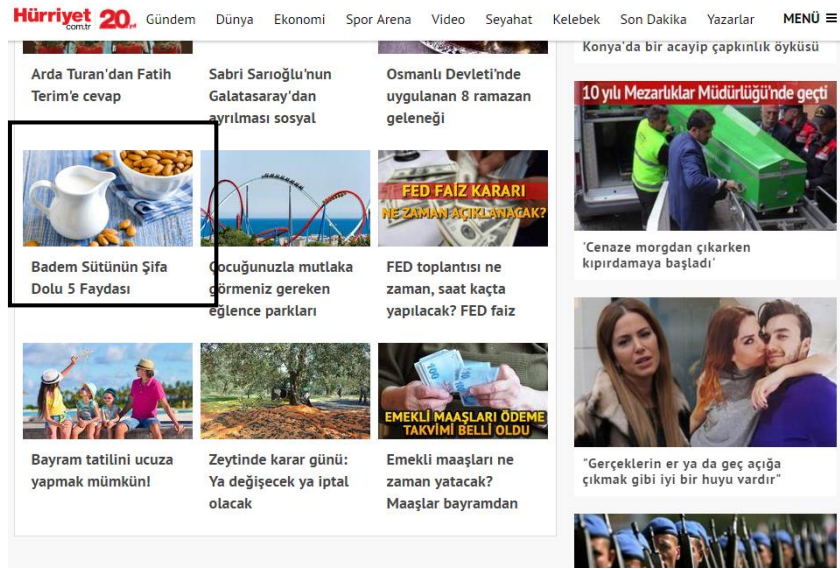 Hürriyet
.com.tr
20.
Gündem Dünya Ekonomi Spor Arena Video Seyahat Kelebek Son Dakika Yazarlar MENÜ
Arda Turan'dan Fatih
Terim'e cevap
Sabri Sarıoğlu'nun
Galatasaray'dan
ayrılması sosyal
Osmanlı Devleti'nde
uygulanan 8 ramazan
geleneği
Badem Sütünün Şifa
Dolu 5 Faydası
Çocuğunuzla mutlaka
görmeniz gereken
eğlence parkları
FED FAİZ KARARI
NE ZAMAN AÇIKLANACAK?
FED toplantısı ne
zaman, saat kaçta
yapılacak? FED faiz
Bayram tatilini ucuza
yapmak mümkün!
Zeytinde karar günü:
Ya değişecek ya iptal
olacak
EMEKLİ MAAŞLARI ÖDEME
TAKVİMİ BELLİ OLDU
Emekli maaşları ne
zaman yatacak?
Maaşlar bayramdan
Konya'da bir acayip çapkınlık öyküsü
10 yılı Mezarlıklar Müdürlüğü'nde geçti
'Cenaze morgdan çıkarken
kıpırdamaya başladı'
"Gerçeklerin er ya da geç açığa
çıkmak gibi iyi bir huyu vardır"